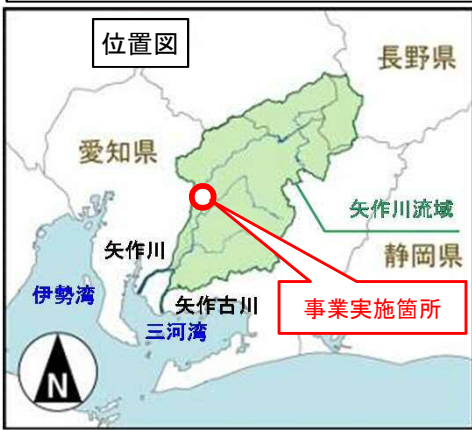 位置図
長野県
愛知県
矢作川流域
矢作川
静岡県
伊勢湾
矢作古川
事業実施箇所
三河湾
N